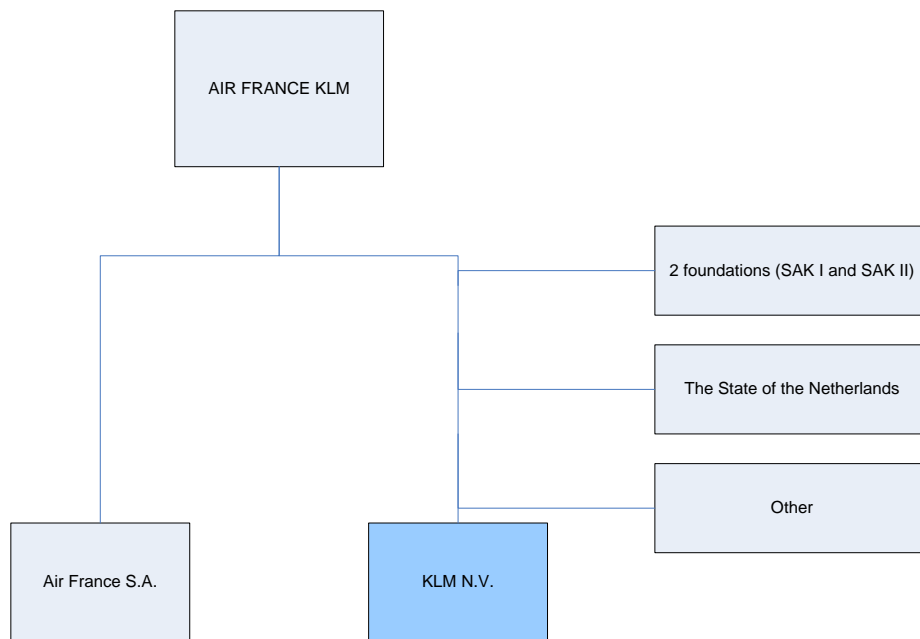 AIR FRANCE KLM
2 foundations (SAK I and SAK II)
The State of the Netherlands
Other
Air France S.A.
KLM N.V.